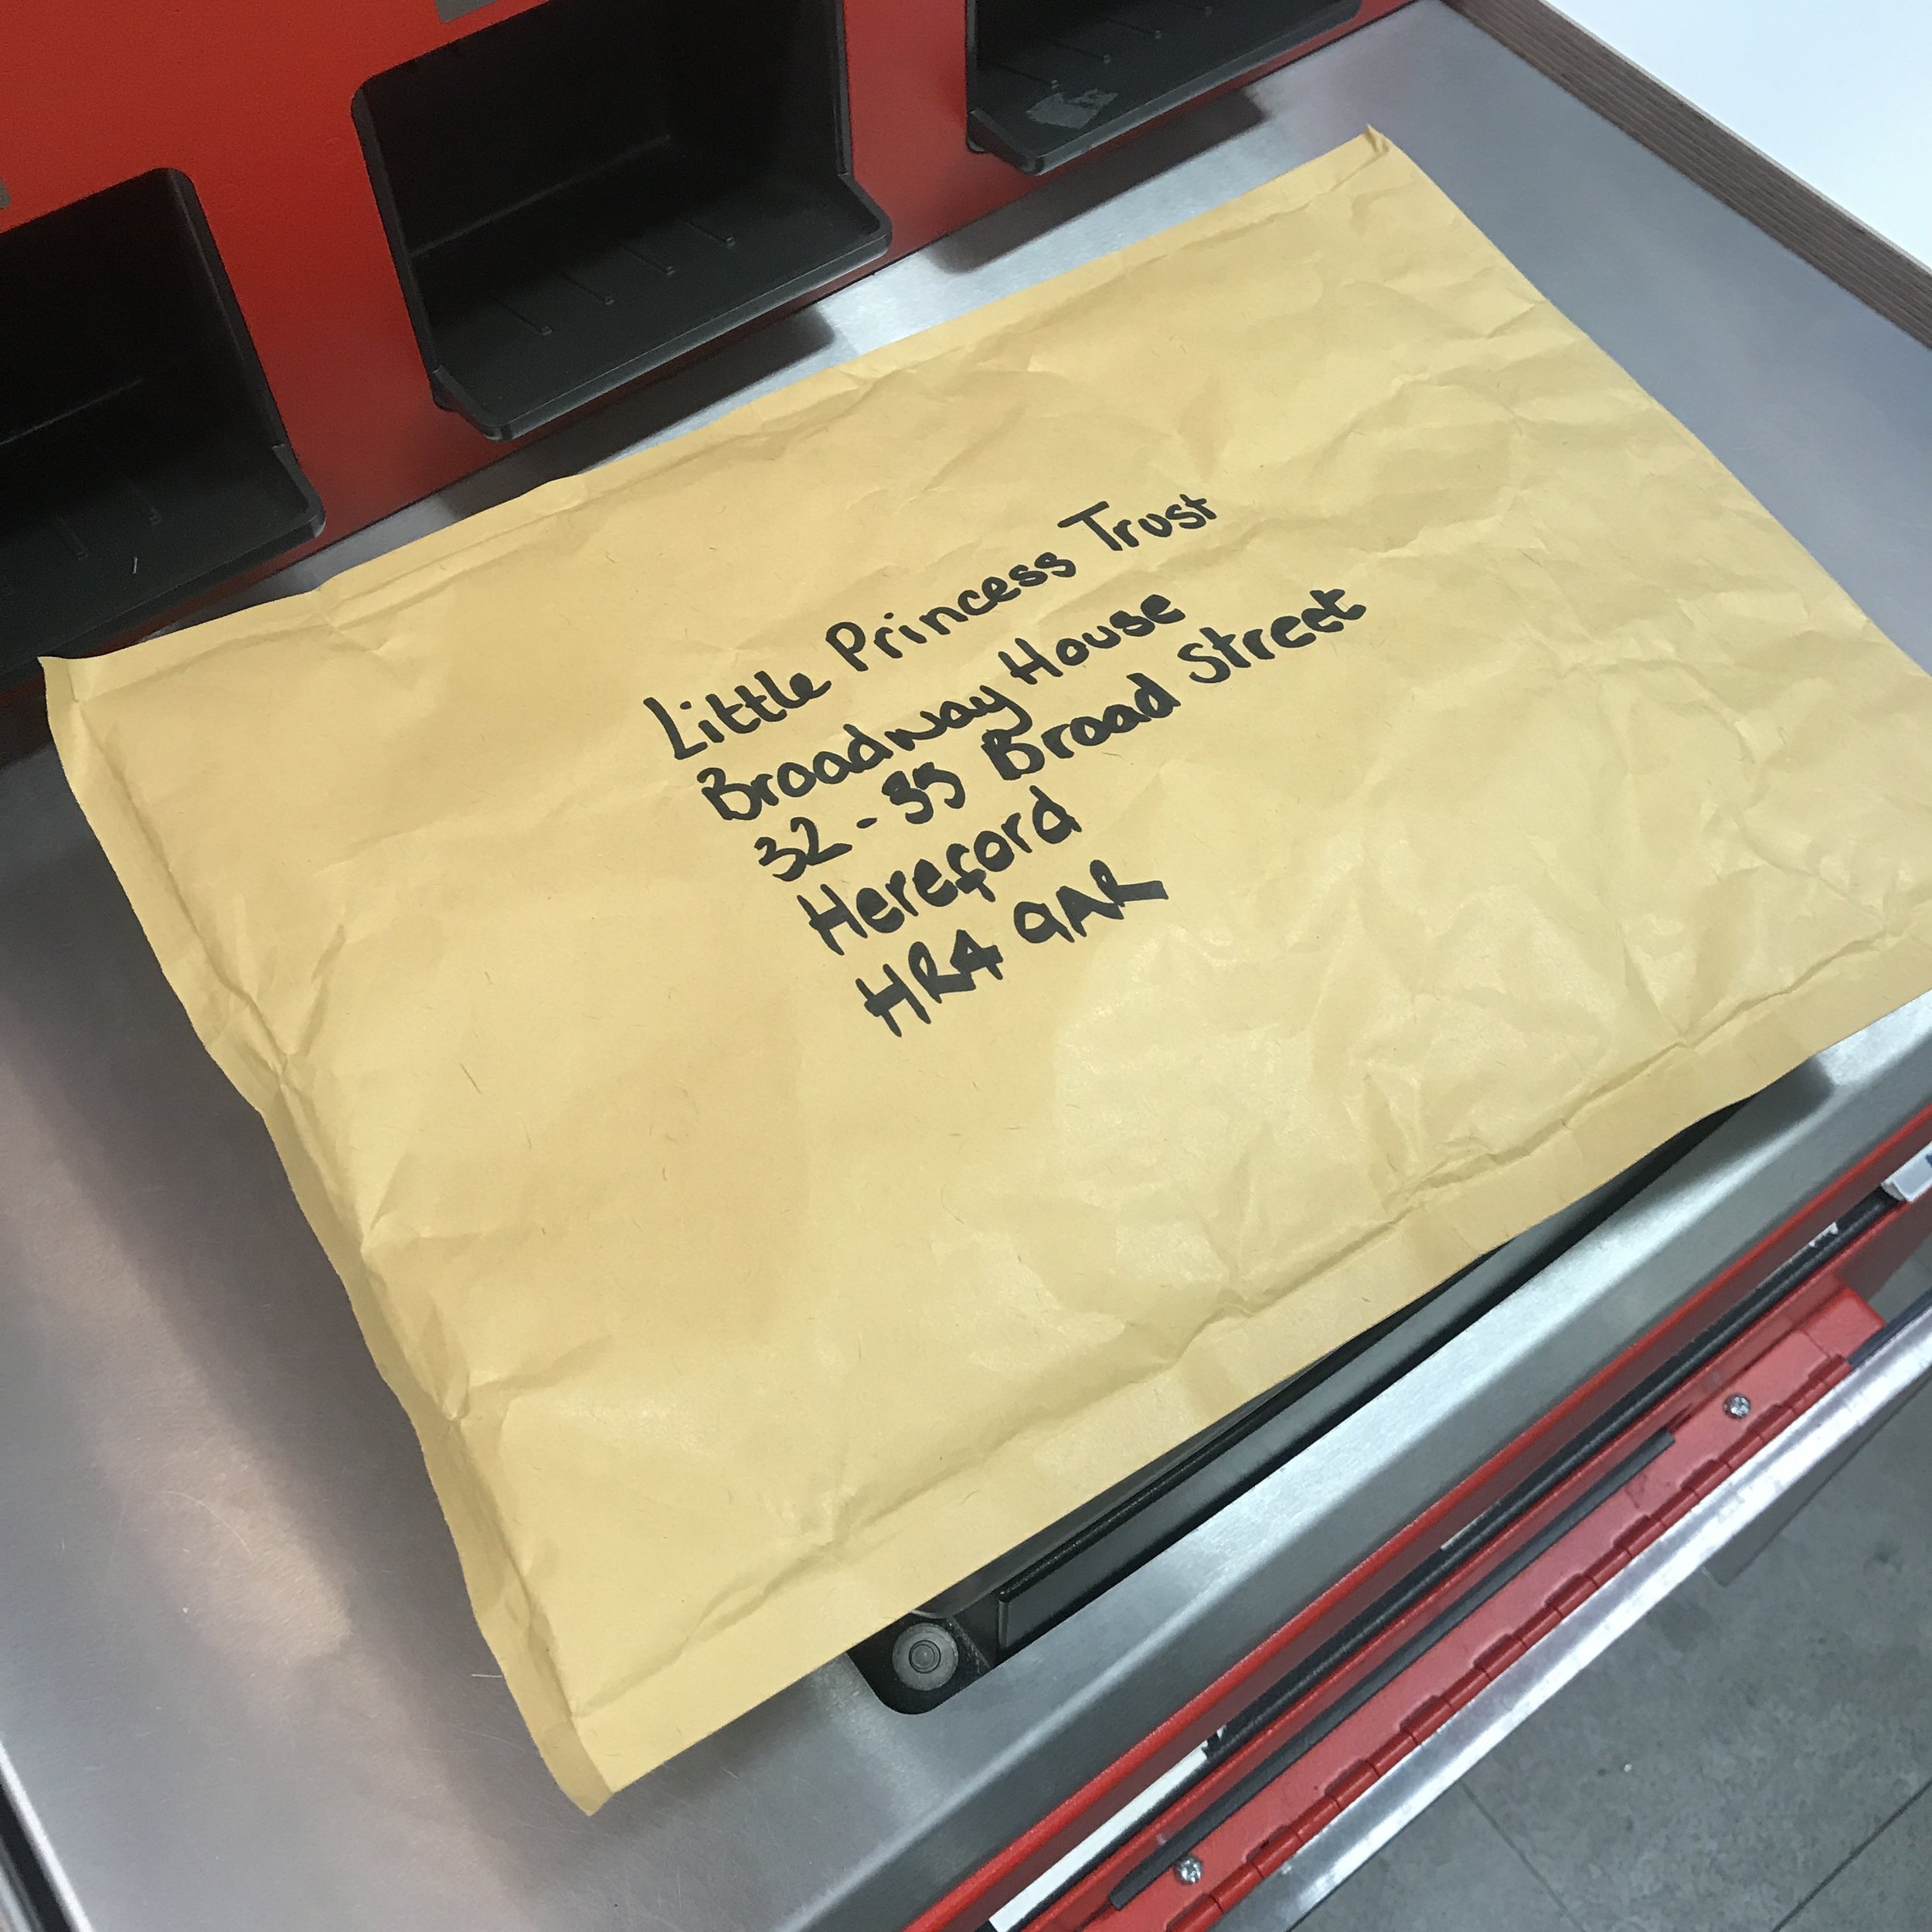 Little Princess Trust
Broadway House
32-35 Broad Street
Hereford
HR4 9AR